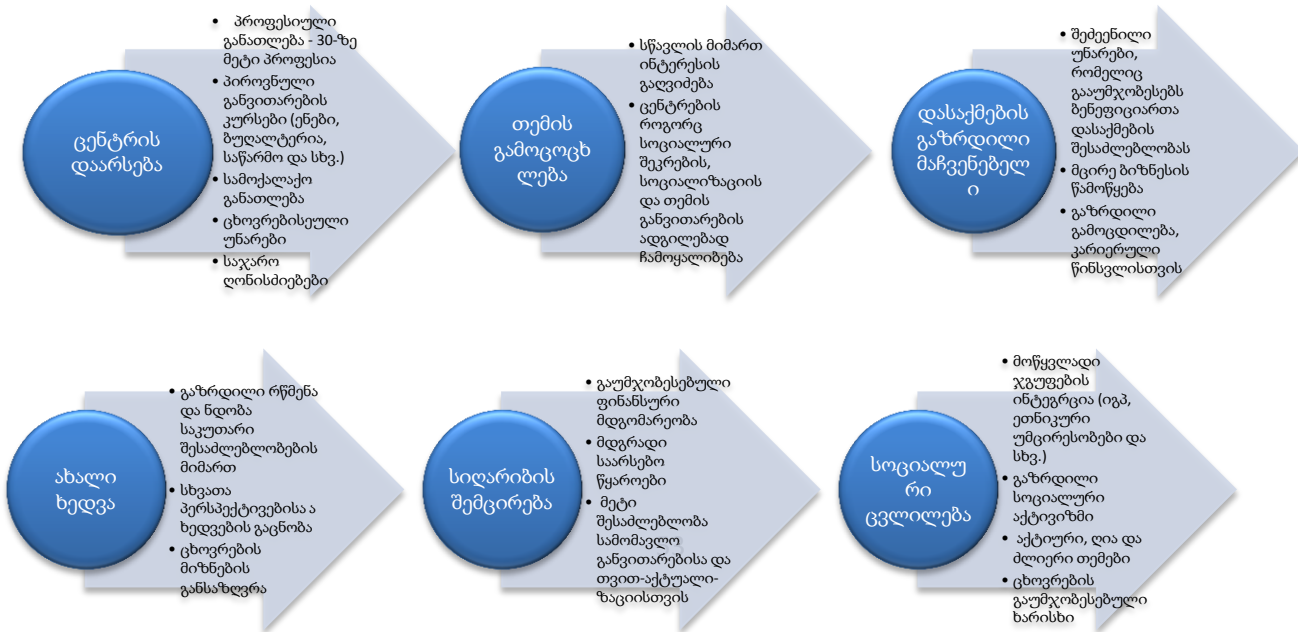 ცენტრის
დაარსება
• პროფესიული
განათლება - 30-ზე
მეტი პროფესია
• პიროვნული
განვითარების
კურსები (ენები,
ბუღალტერია,
საწარმო და სხვ.)
• სამოქალაქო
განათლება
• ცხოვრებისეული
უნარები
• საჯარო
ღონისძიებები
თემის
გამოცოცხ
ლება
• სწავლის მიმართ
ინტერესის
გაღვიძება
• ცენტრების
როგორც
სოციალური
შეკრების,
სოციალიზაციის
და თემის
განვითარების
ადგილებად
ჩამოყალიბება
დასაქმების
გაზრდილი
მაჩვენებელ
ი
• შეძეენილი
უნარები,
რომელიც
გააუმჯობესებს
ბენეფიციართა
დასაქმების
შესაძლებლობას
• მცირე ბიზნესის
წამოწყება
• გაზრდილი
გამოცდილება,
კარიერული
წინსვლისთვის
ახალი
ხედვა
• გაზრდილი რწმენა
და ნდობა
საკუთარი
შესაძლებლობების
მიმართ
• სხვათა
პერსპექტივებისა ა
ხედვების გაცნობა
• ცხოვრების
მიზნების
განსაზღვრა
სიღარიბის
შემცირება
• გაუმჯობესებული
ფინანსური
მდგომარეობა
• მდგრადი
საარსებო
წყაროები
• მეტი
შესაძლებლობა
სამომავლო
განვითარებისა და
თვით-აქტუალი-
ზაციისთვის
სოციალუ
რი
ცვლილება
• მოწყვლადი
ჯგუფების
ინტეგრცია (იგპ,
ეთნიკური
უმცირესობები და
სხვ.)
• გაზრდილი
სოციალური
აქტივიზმი
• აქტიური, ღია და
ძლიერი თემები
• ცხოვრების
გაუმჯობესებული
ხარისხი